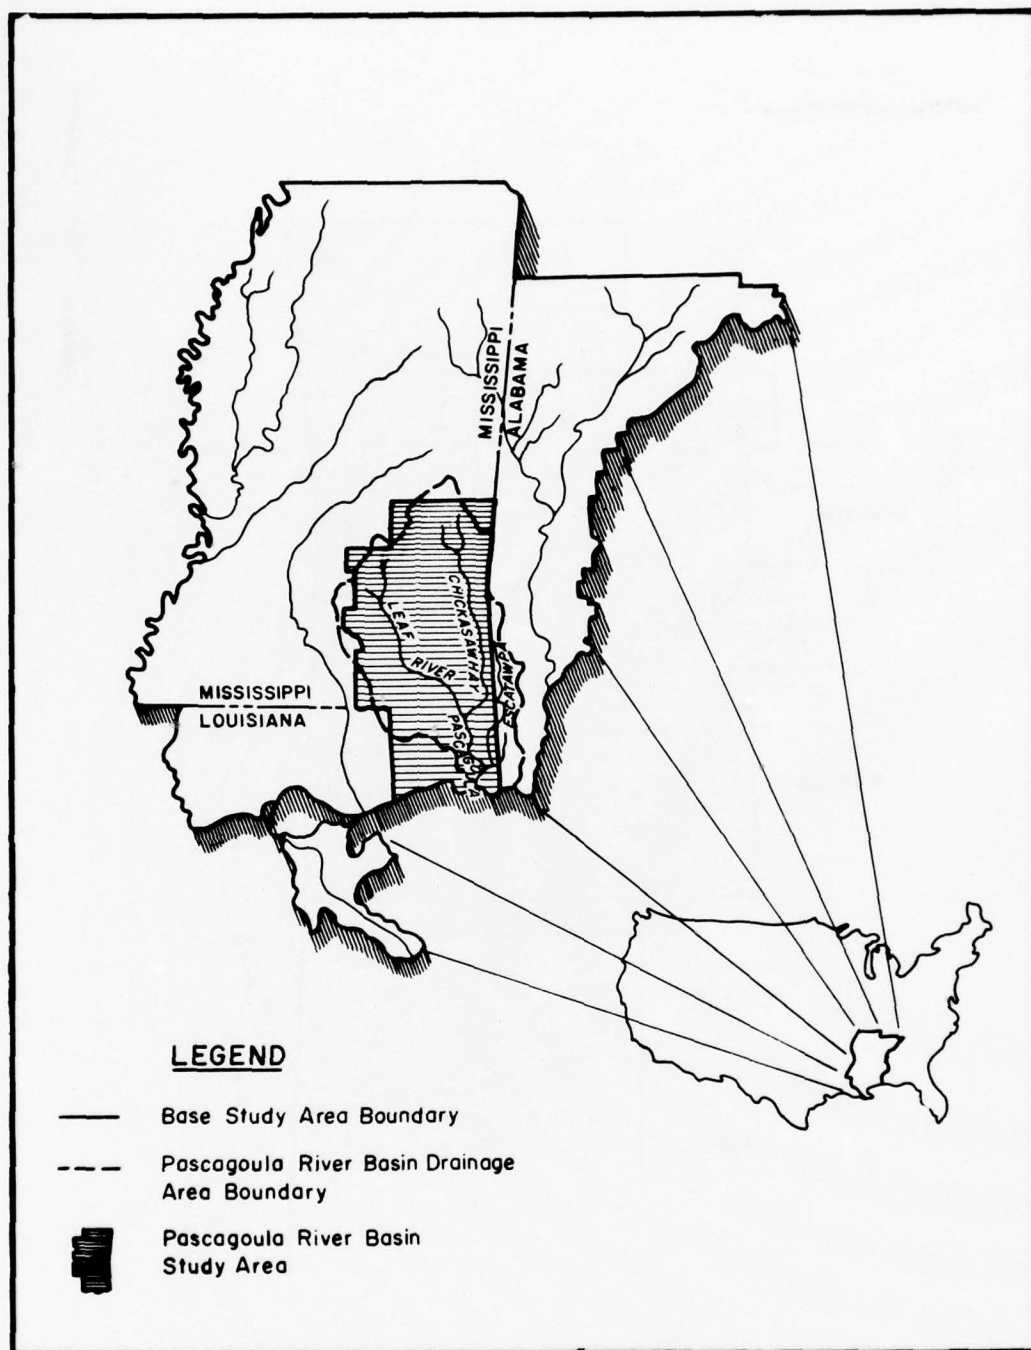 MISSISSIPPI
ALABAMA
CHICKASAWHAY
LEAF
RIVER
ESCATAWPA
PASCAGOULA
MISSISSIPPI
LOUISIANA
LEGEND
Base Study Area Boundary
Pascagoula River Basin Drainage
Area Boundary
Pascagoula River Basin
Study Area